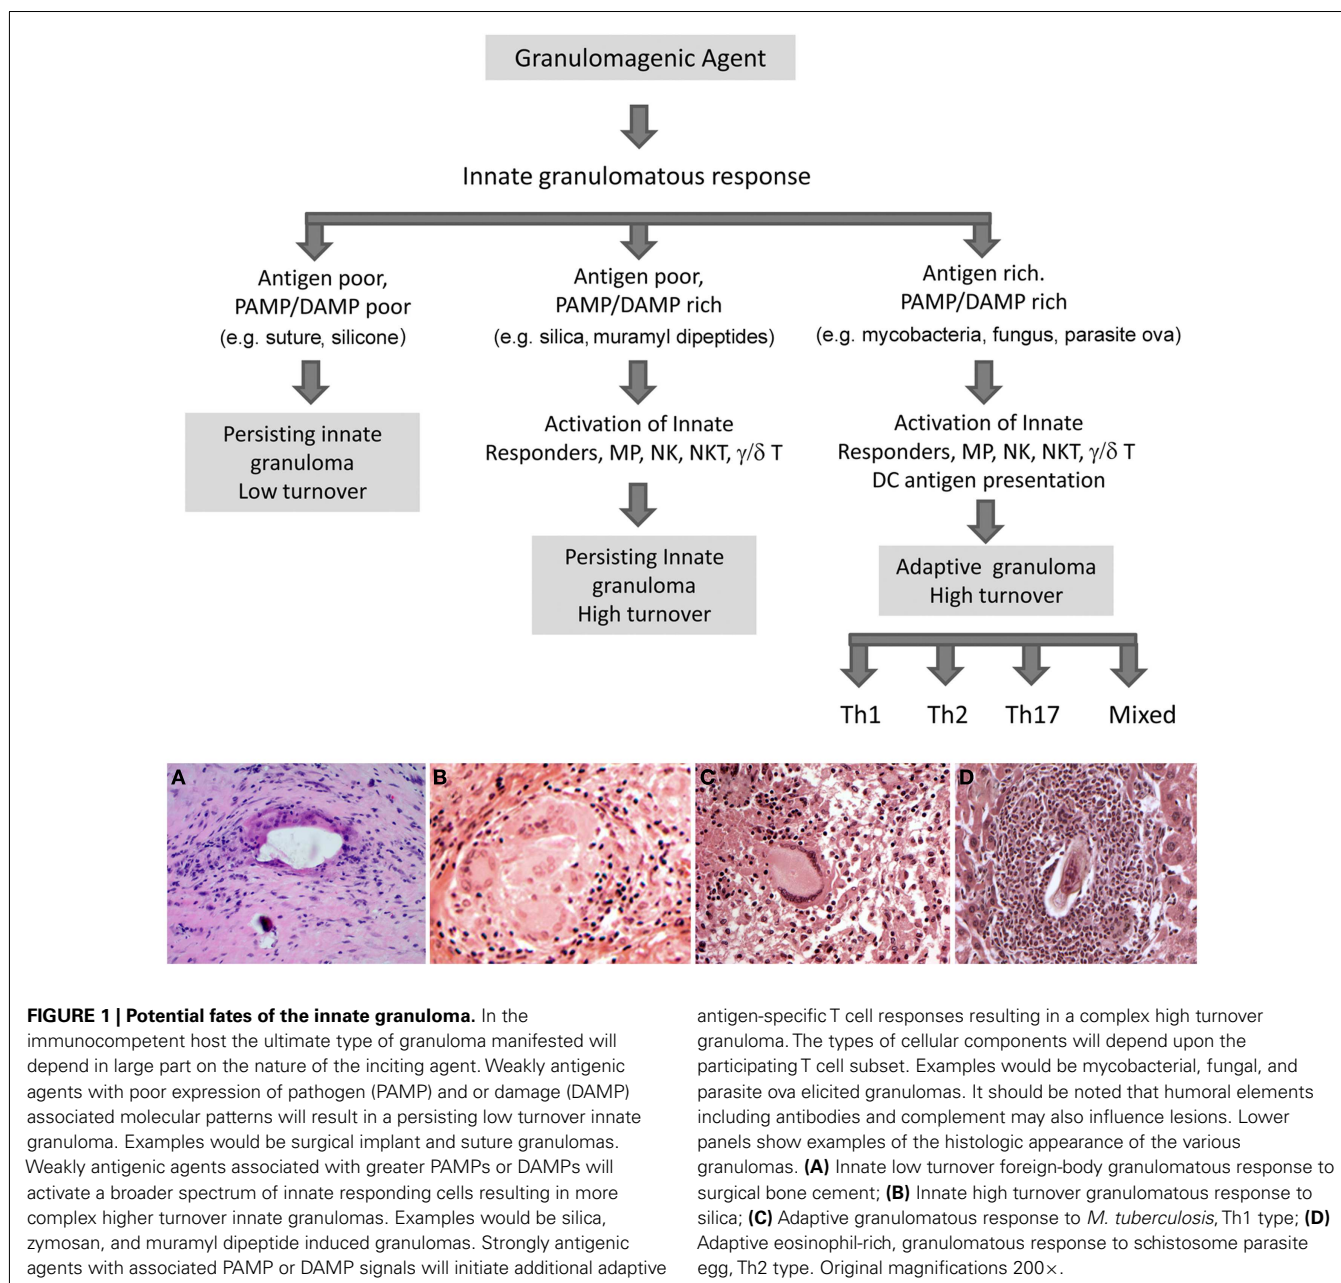 Granulomagenic Agent
Innate granulomatous response
Antigen poor,
PAMP/DAMP poor
(e.g. suture, silicone)
Persisting innate
granuloma
Low turnover
Antigen poor,
PAMP/DAMP rich
(e.g. silica, muramyl dipeptides)
Activation of Innate
Responders, MP, NK, NKT, γ/δ T
Persisting Innate
granuloma
High turnover
Antigen rich.
PAMP/DAMP rich
(e.g. mycobacteria, fungus, parasite ova)
Activation of Innate
Responders, MP, NK, NKT, γ/δ T
DC antigen presentation
Adaptive granuloma
High turnover
Th1 Th2 Th17 Mixed
A B C D
FIGURE 1 | Potential fates of the innate granuloma. In the
immunocompetent host the ultimate type of granuloma manifested will
depend in large part on the nature of the inciting agent. Weakly antigenic
agents with poor expression of pathogen (PAMP) and or damage (DAMP)
associated molecular patterns will result in a persisting low turnover innate
granuloma. Examples would be surgical implant and suture granulomas.
Weakly antigenic agents associated with greater PAMPs or DAMPs will
activate a broader spectrum of innate responding cells resulting in more
complex higher turnover innate granulomas. Examples would be silica,
zymosan, and muramyl dipeptide induced granulomas. Strongly antigenic
agents with associated PAMP or DAMP signals will initiate additional adaptive
antigen-specific T cell responses resulting in a complex high turnover
granuloma. The types of cellular components will depend upon the
participating T cell subset. Examples would be mycobacterial, fungal, and
parasite ova elicited granulomas. It should be noted that humoral elements
including antibodies and complement may also influence lesions. Lower
panels show examples of the histologic appearance of the various
granulomas. (A) Innate low turnover foreign-body granulomatous response to
surgical bone cement; (B) Innate high turnover granulomatous response to
silica; (C) Adaptive granulomatous response to M. tuberculosis, Th1 type; (D)
Adaptive eosinophil-rich, granulomatous response to schistosome parasite
egg, Th2 type. Original magnifications 200×.